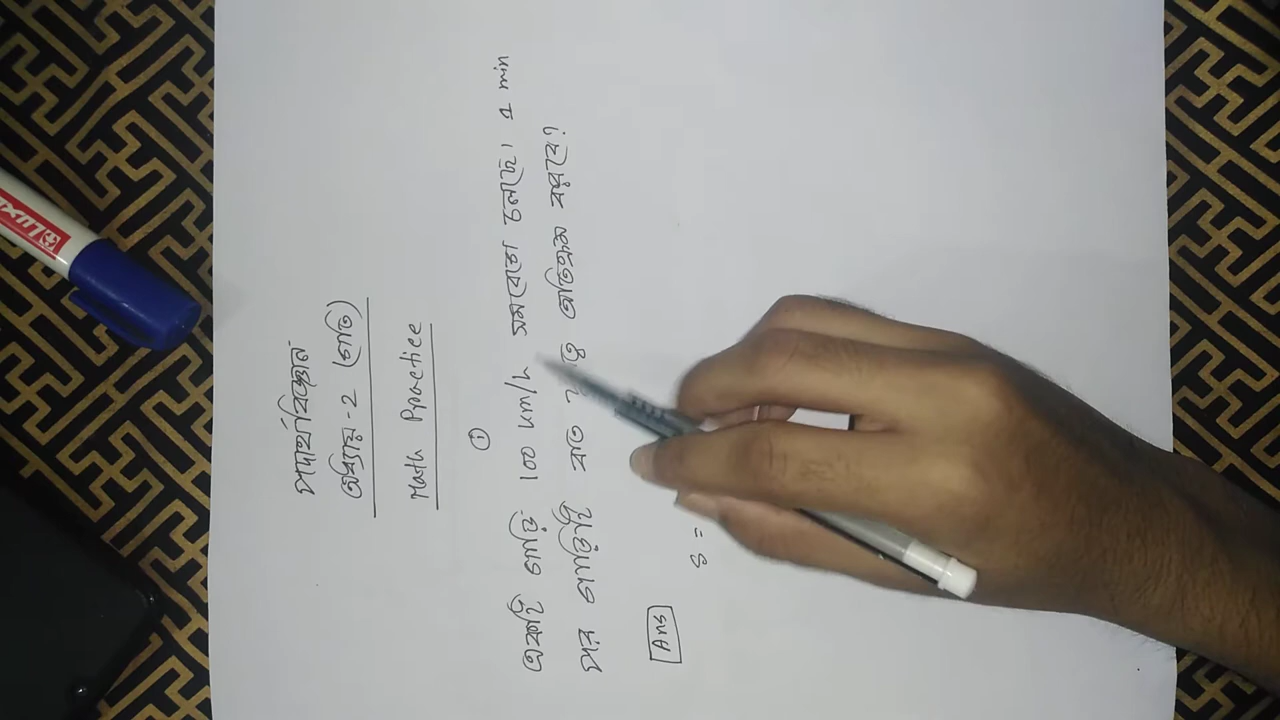 পদার্থবিজ্ঞান
অধ্যায়-2 (গতি)
Math Practice
①
একটি গাড়ি 100 km/h সমবেগে চলছে। 1 min
পর গাড়িটি কত অতিক্রম করবে?
Ans
S =
LUX